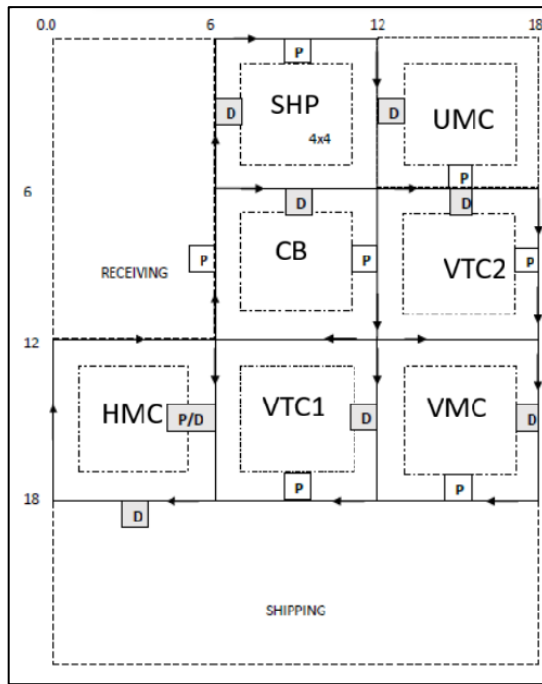 0.0 6 12 18
P
SHP
D
D
UMC
4x4
P
6
D
D
CB
P
P
VTC2
p
RECEIVING
12
HMC
P/D
VTC1
D
VMC
D
P
P
18
D
SHIPPING